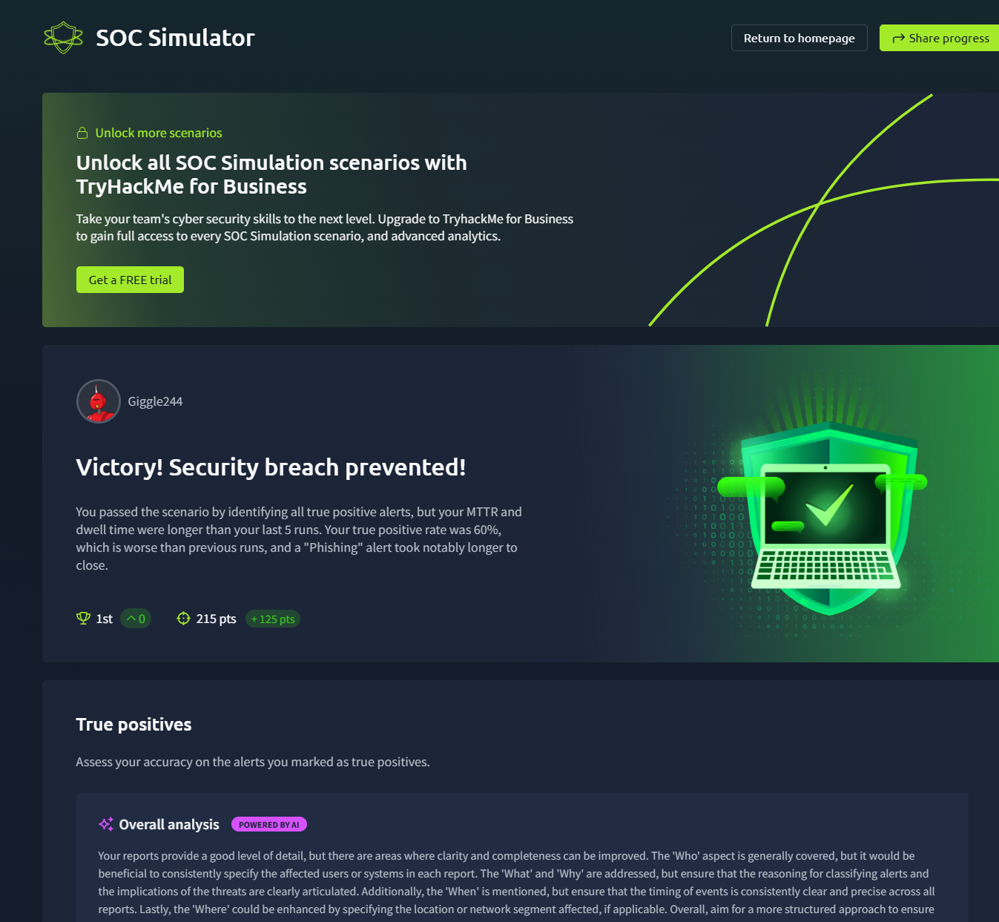 SOC Simulator
Return to homepage
Share progress
Unlock more scenarios
Unlock all SOC Simulation scenarios with
TryHackMe for Business
Take your team's cyber security skills to the next level. Upgrade to TryhackMe for Business
to gain full access to every SOC Simulation scenario, and advanced analytics.
Get a FREE trial
Giggle244
Victory! Security breach prevented!
You passed the scenario by identifying all true positive alerts, but your MTTR and
dwell time were longer than your last 5 runs. Your true positive rate was 60%,
which is worse than previous runs, and a "Phishing" alert took notably longer to
close.
1st 0 215 pts + 125 pts
True positives
Assess your accuracy on the alerts you marked as true positives.
Overall analysis POWERED BY AI
Your reports provide a good level of detail, but there are areas where clarity and completeness can be improved. The 'Who' aspect is generally covered, but it would be
beneficial to consistently specify the affected users or systems in each report. The 'What' and 'Why' are addressed, but ensure that the reasoning for classifying alerts and
the implications of the threats are clearly articulated. Additionally, the 'When' is mentioned, but ensure that the timing of events is consistently clear and precise across all
reports. Lastly, the 'Where' could be enhanced by specifying the location or network segment affected, if applicable. Overall, aim for a more structured approach to ensure